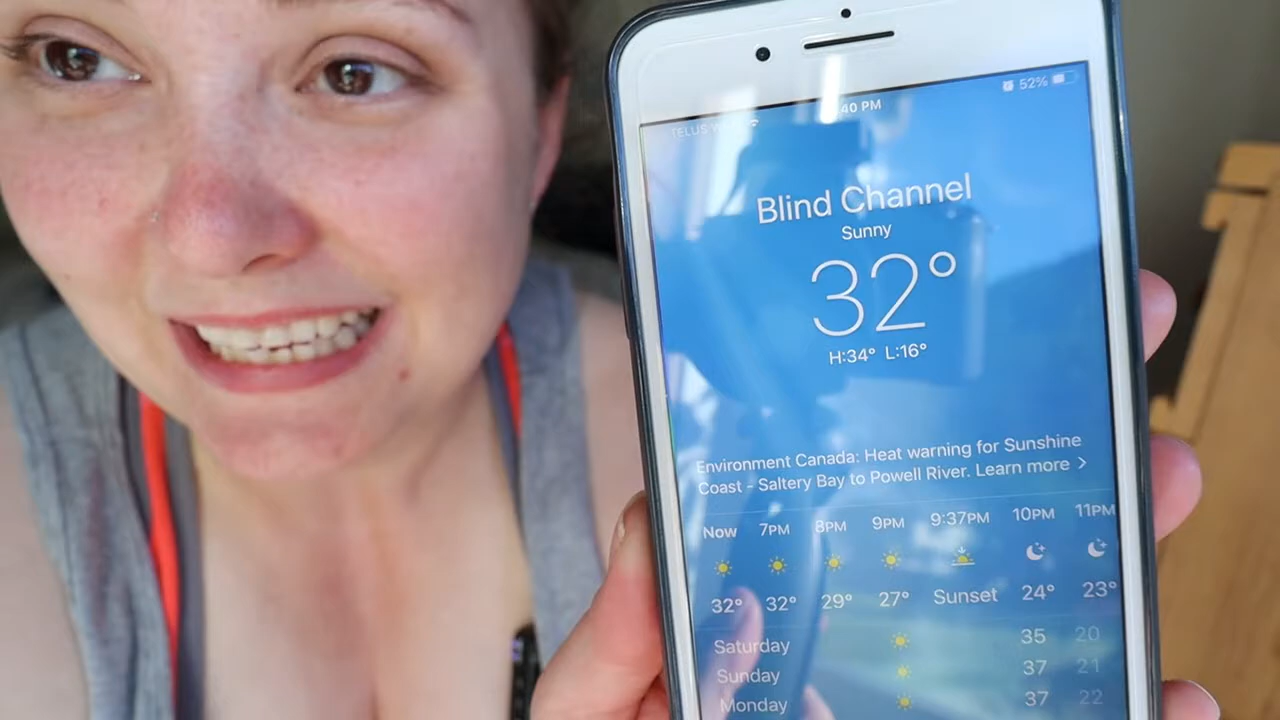 52%
40 PM
TELUS
Blind Channel
Sunny
32°
H:34° L:16°
Environment Canada: Heat warning for Sunshine
Coast - Saltery Bay to Powell River. Learn more >
Now 7PM 8PM 9PM 9:37PM 10PM 11PM
32° 32° 29° 27° Sunset 24° 23°
Saturday 35 20
Sunday 37 21
Monday 37 22